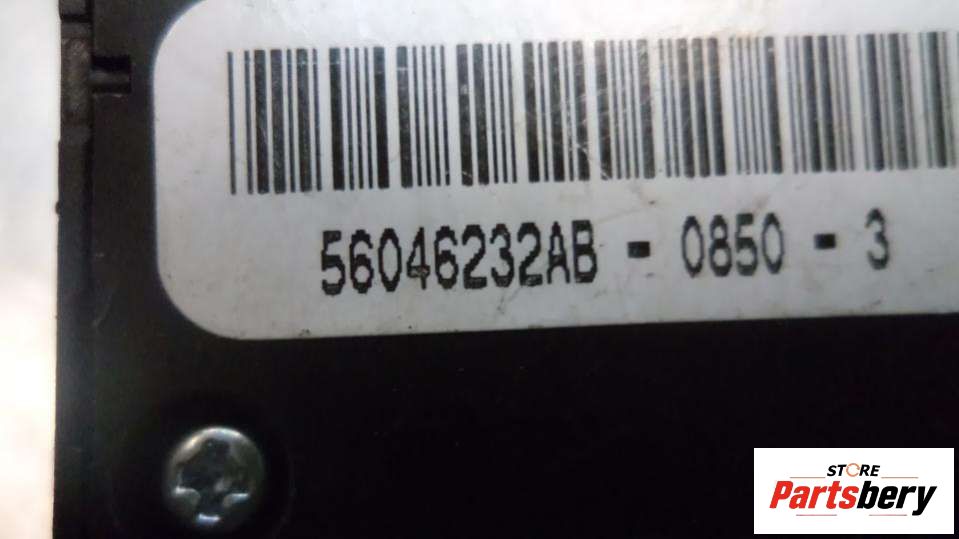 56046232AB - 0850 - 3
STORE
Partsbery